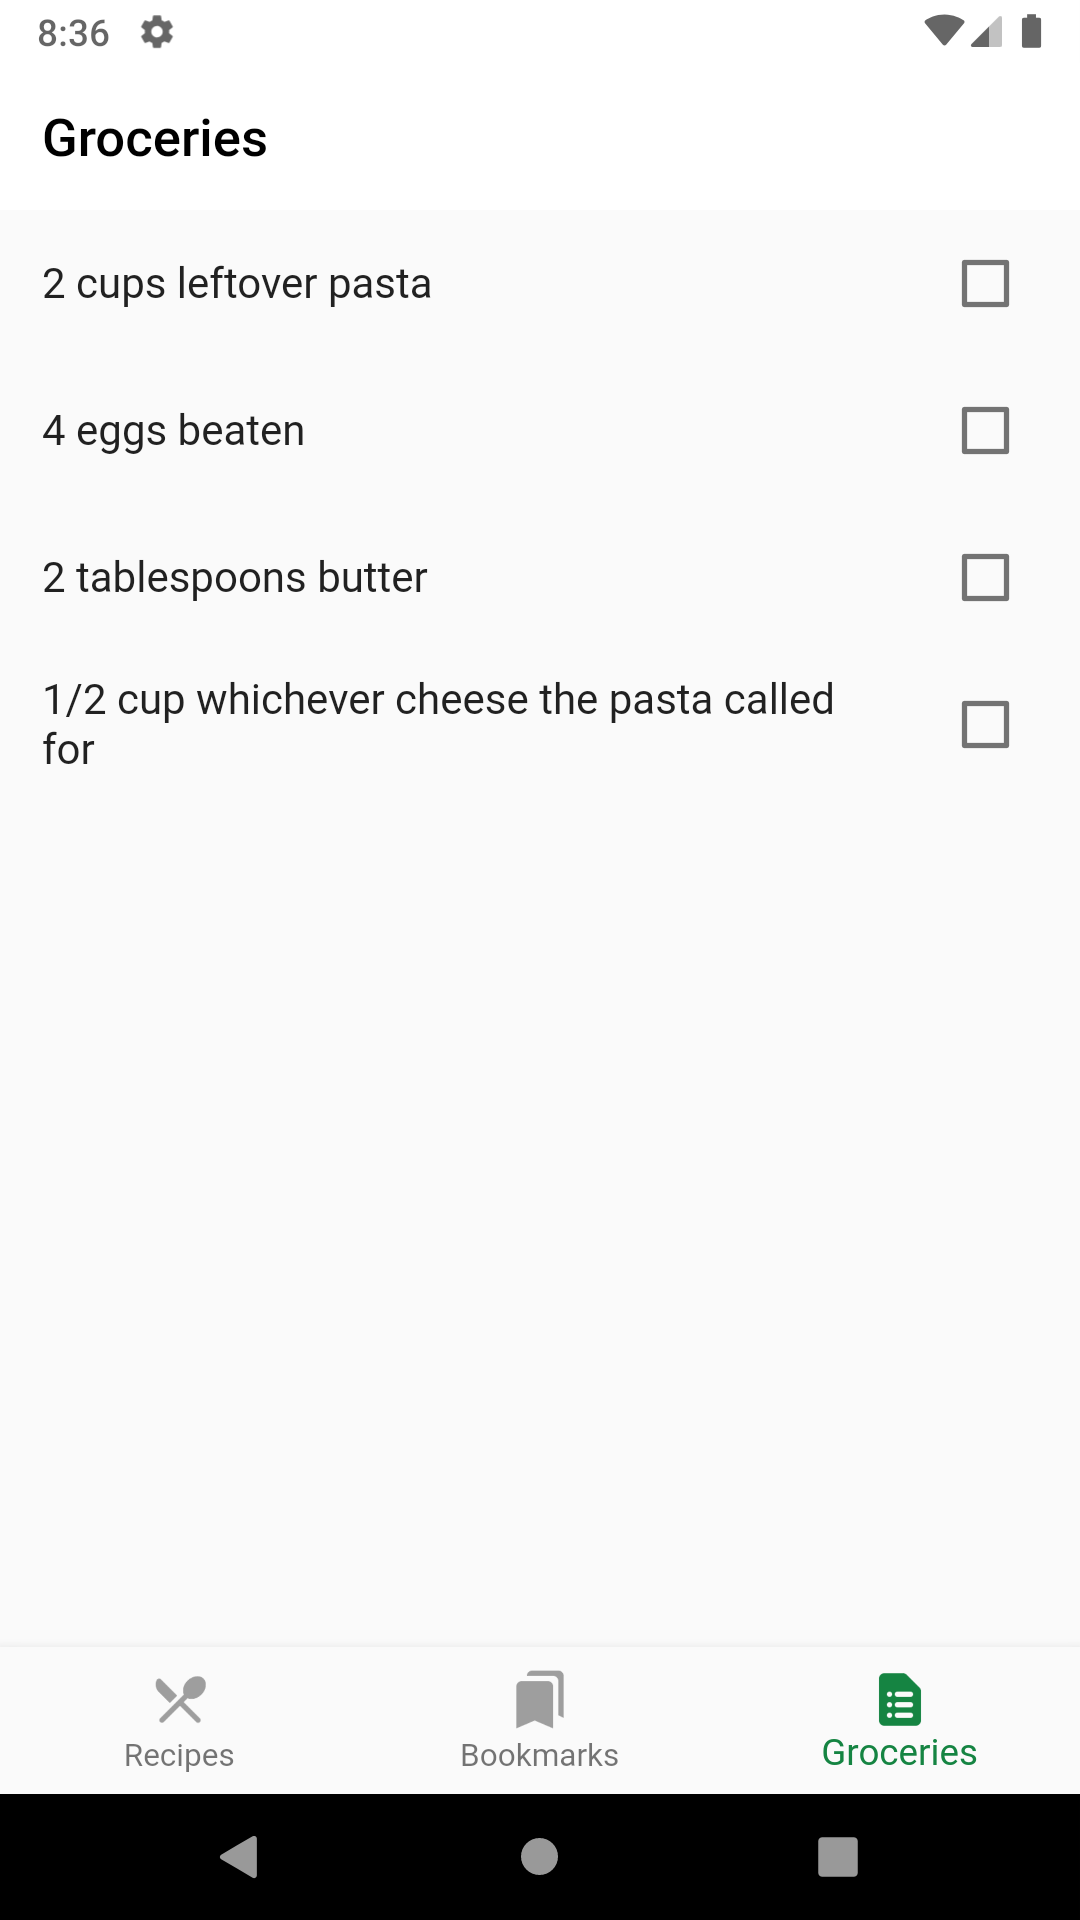 8:36
Groceries
2 cups leftover pasta
4 eggs beaten
2 tablespoons butter
1/2 cup whichever cheese the pasta called
for
Recipes
Bookmarks
Groceries